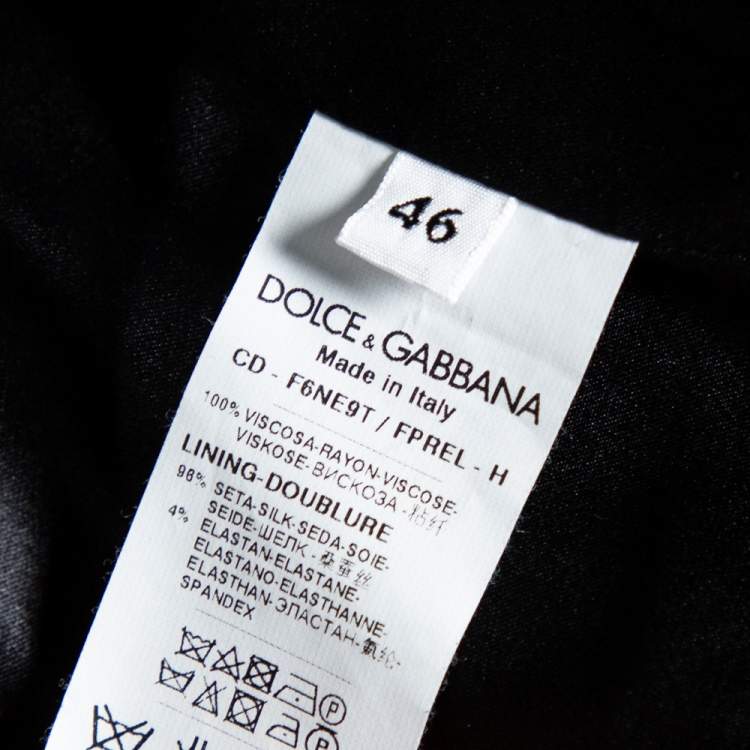 46
DOLCE & GABBANA
Made in Italy
CD - F6NE9T / FPREL - H
100% VISCOSA-RAYON-VISCOSE-
VISKOSE-ВИСКОЗА-粘纤
LINING-DOUBLURE
96% SETA-SILK-SEDA-SOIE-
SEIDE-ШЕЛК-桑蚕丝
4% ELASTAN-ELASTANE-
ELASTANO-ELASTHANNE-
ELASTHAN-ЭЛАСТАН-氨纶-
SPANDEX
P
P